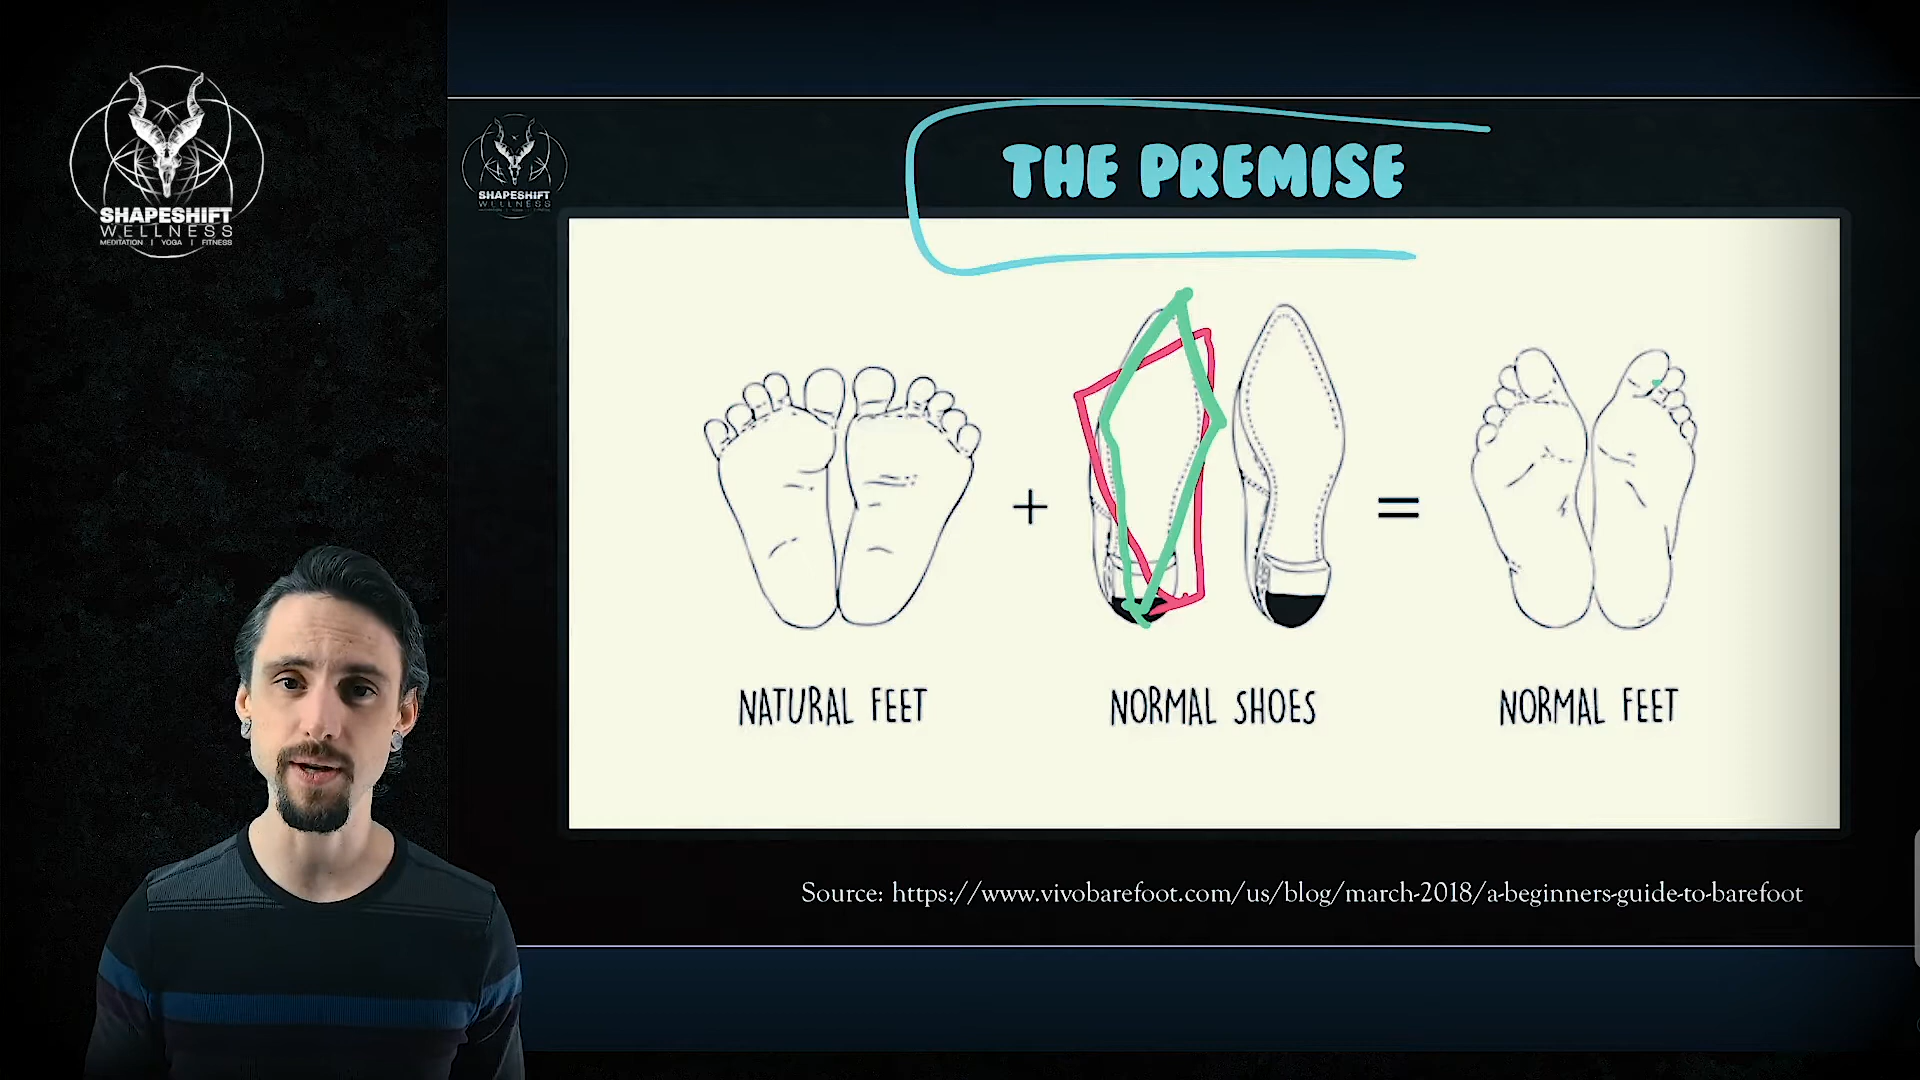 SHAPESHIFT
WELLNESS
MEDITATION | YOGA | FITNESS
SHAPESHIFT
WELLNESS
THE PREMISE
+
=
NATURAL FEET
NORMAL SHOES
NORMAL FEET
Source: https://www.vivobarefoot.com/us/blog/march-2018/a-beginners-guide-to-barefoot